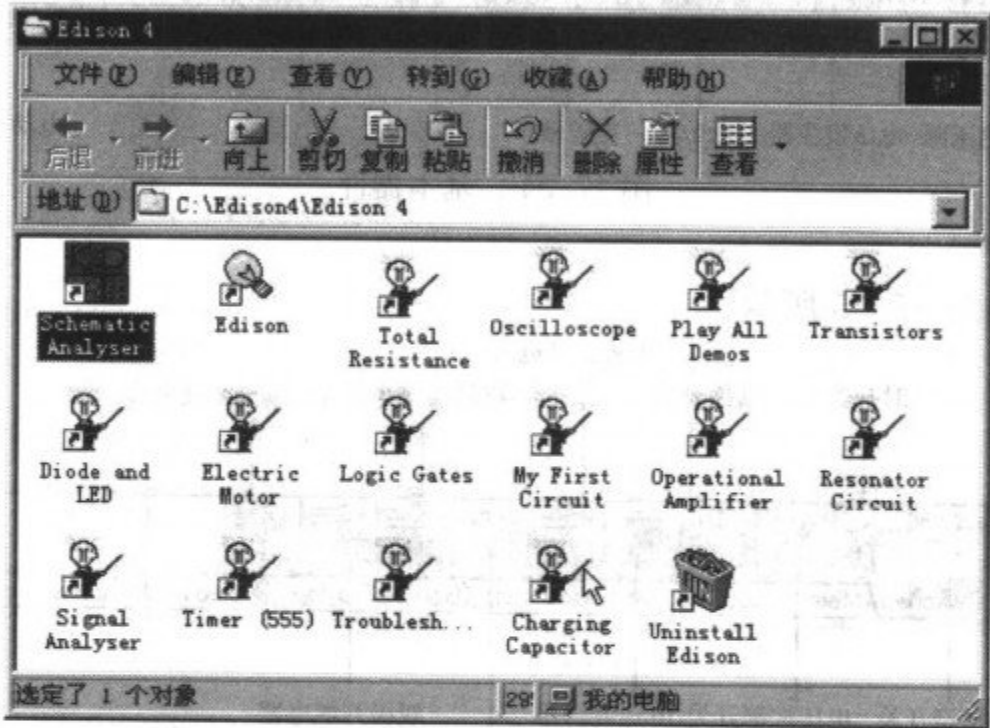 Edison 4
文件(F) 编辑(E) 查看(V) 转到(G) 收藏(A) 帮助(H)
后退 前进 向上 剪切 复制 粘贴 撤消 删除 属性 查看
地址(D) C:\Edison4\Edison 4
Schematic Analyser
Edison
Total Resistance
Oscilloscope
Play All Demos
Transistors
Diode and LED
Electric Motor
Logic Gates
My First Circuit
Operational Amplifier
Resonator Circuit
Signal Analyser
Timer (555)
Troublesh...
Charging Capacitor
Uninstall Edison
选定了 1 个对象 我的电脑